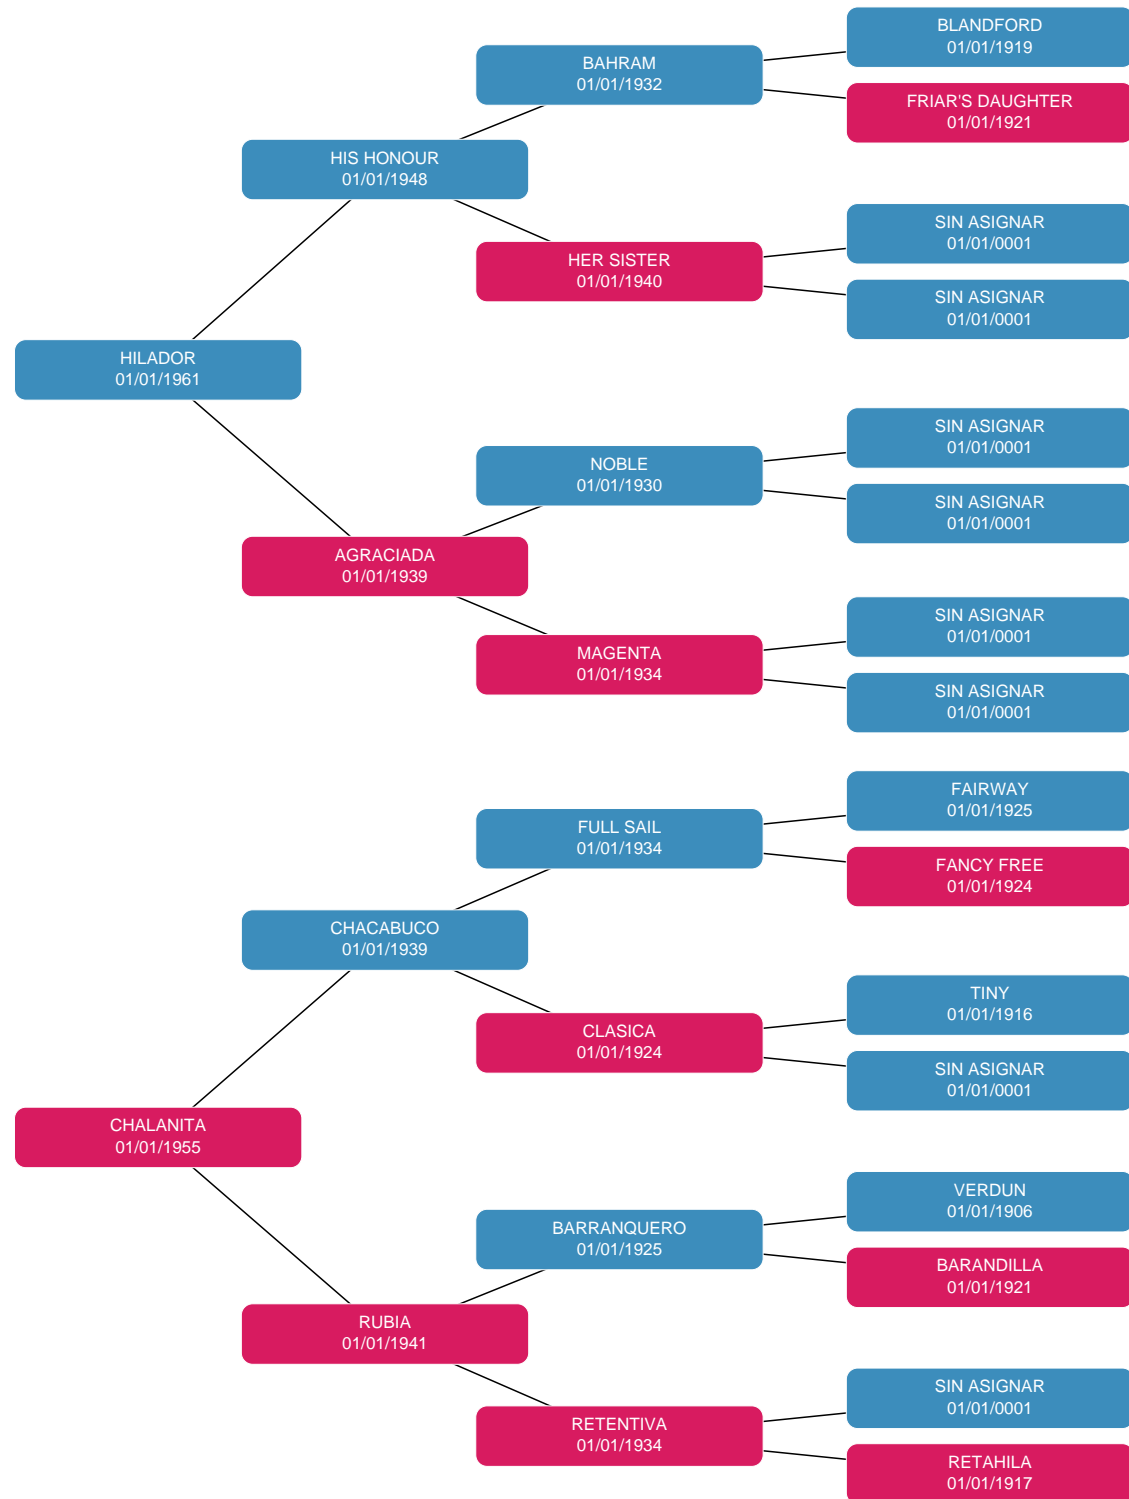 BLANDFORD
01/01/1919
BAHRAM
01/01/1932
FRIAR'S DAUGHTER
01/01/1921
HIS HONOUR
01/01/1948
SIN ASIGNAR
01/01/0001
HER SISTER
01/01/1940
SIN ASIGNAR
01/01/0001
HILADOR
01/01/1961
SIN ASIGNAR
01/01/0001
NOBLE
01/01/1930
SIN ASIGNAR
01/01/0001
AGRACIADA
01/01/1939
SIN ASIGNAR
01/01/0001
MAGENTA
01/01/1934
SIN ASIGNAR
01/01/0001
FAIRWAY
01/01/1925
FULL SAIL
01/01/1934
FANCY FREE
01/01/1924
CHACABUCO
01/01/1939
TINY
01/01/1916
CLASICA
01/01/1924
SIN ASIGNAR
01/01/0001
CHALANITA
01/01/1955
VERDUN
01/01/1906
BARRANQUERO
01/01/1925
BARANDILLA
01/01/1921
RUBIA
01/01/1941
SIN ASIGNAR
01/01/0001
RETENTIVA
01/01/1934
RETAHILA
01/01/1917